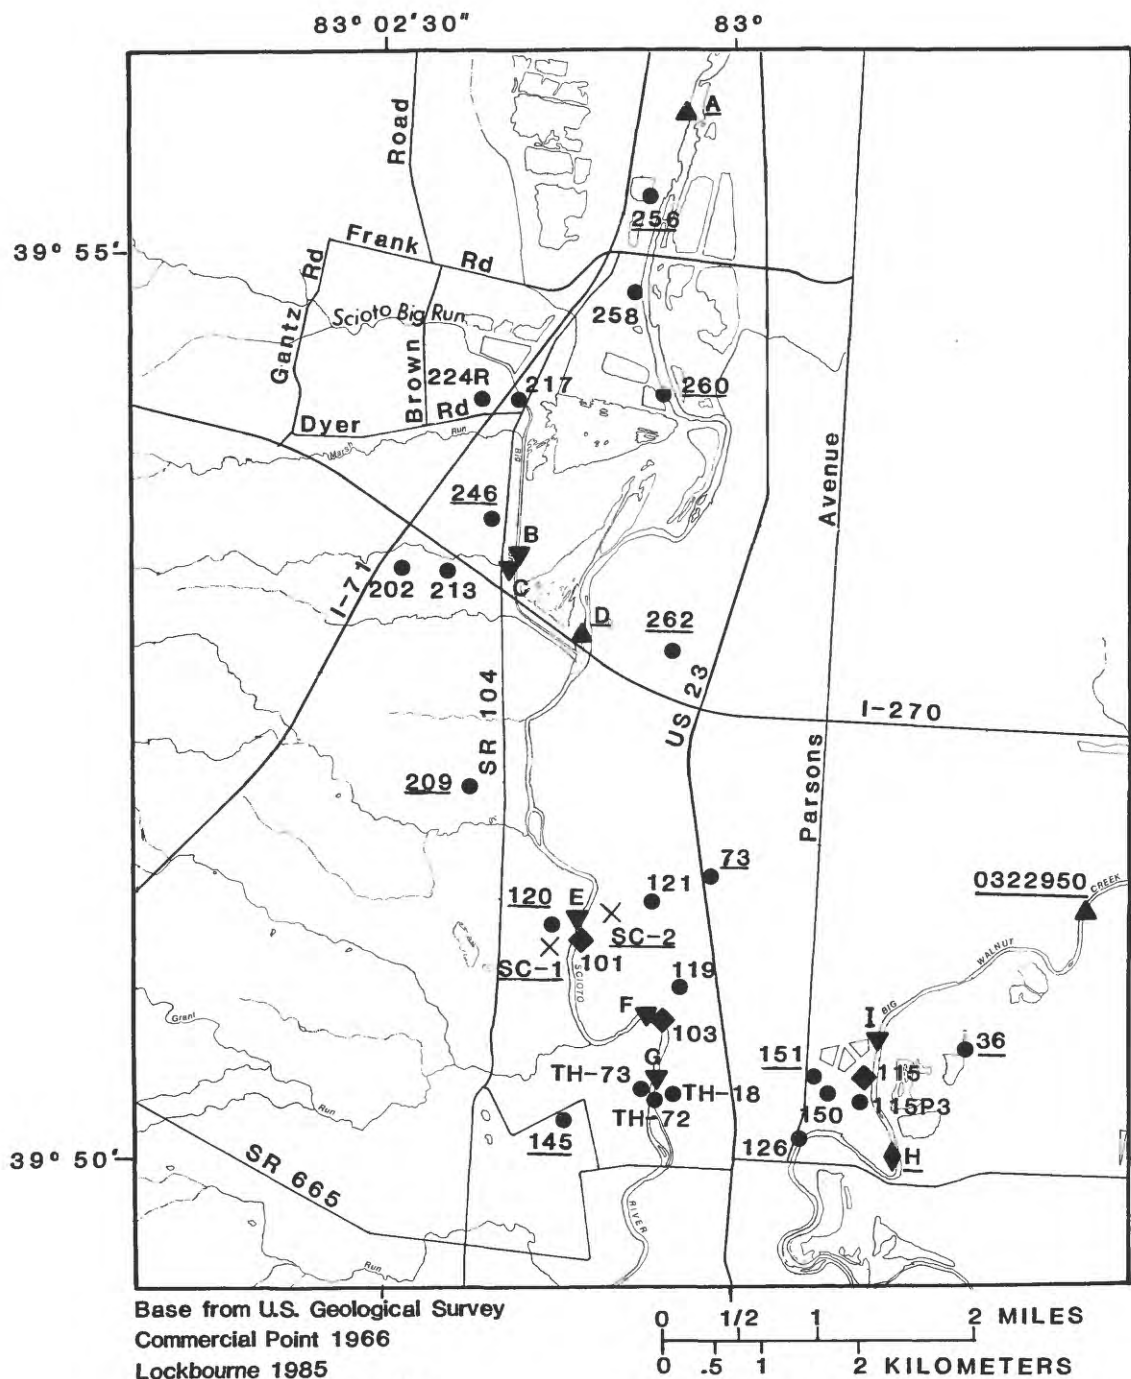 83° 02'30" 83°
Road
A
256
39° 55'
Frank Rd
Gantz Rd
258
Scioto Big Run
Brown
224R 217 260
Dyer Rd
Marsh Run
BIG
Avenue
246
B
I-71
202 213 C
D 262
SR 104
US 23
I-270
209
Parsons
73
0322950
CREEK
120 E 121
SC-2
SC-1 101
WALNUT
SCIOTO
119
BIG
F
103
I
Grant
36
G
151 115
TH-73 TH-18
TH-72
150 115P3
Run
145
126
H
39° 50'
SR 665
RIVER
Run
Base from U.S. Geological Survey
Commercial Point 1966
Lockbourne 1985
0 1/2 1 2 MILES
0 .5 1 2 KILOMETERS